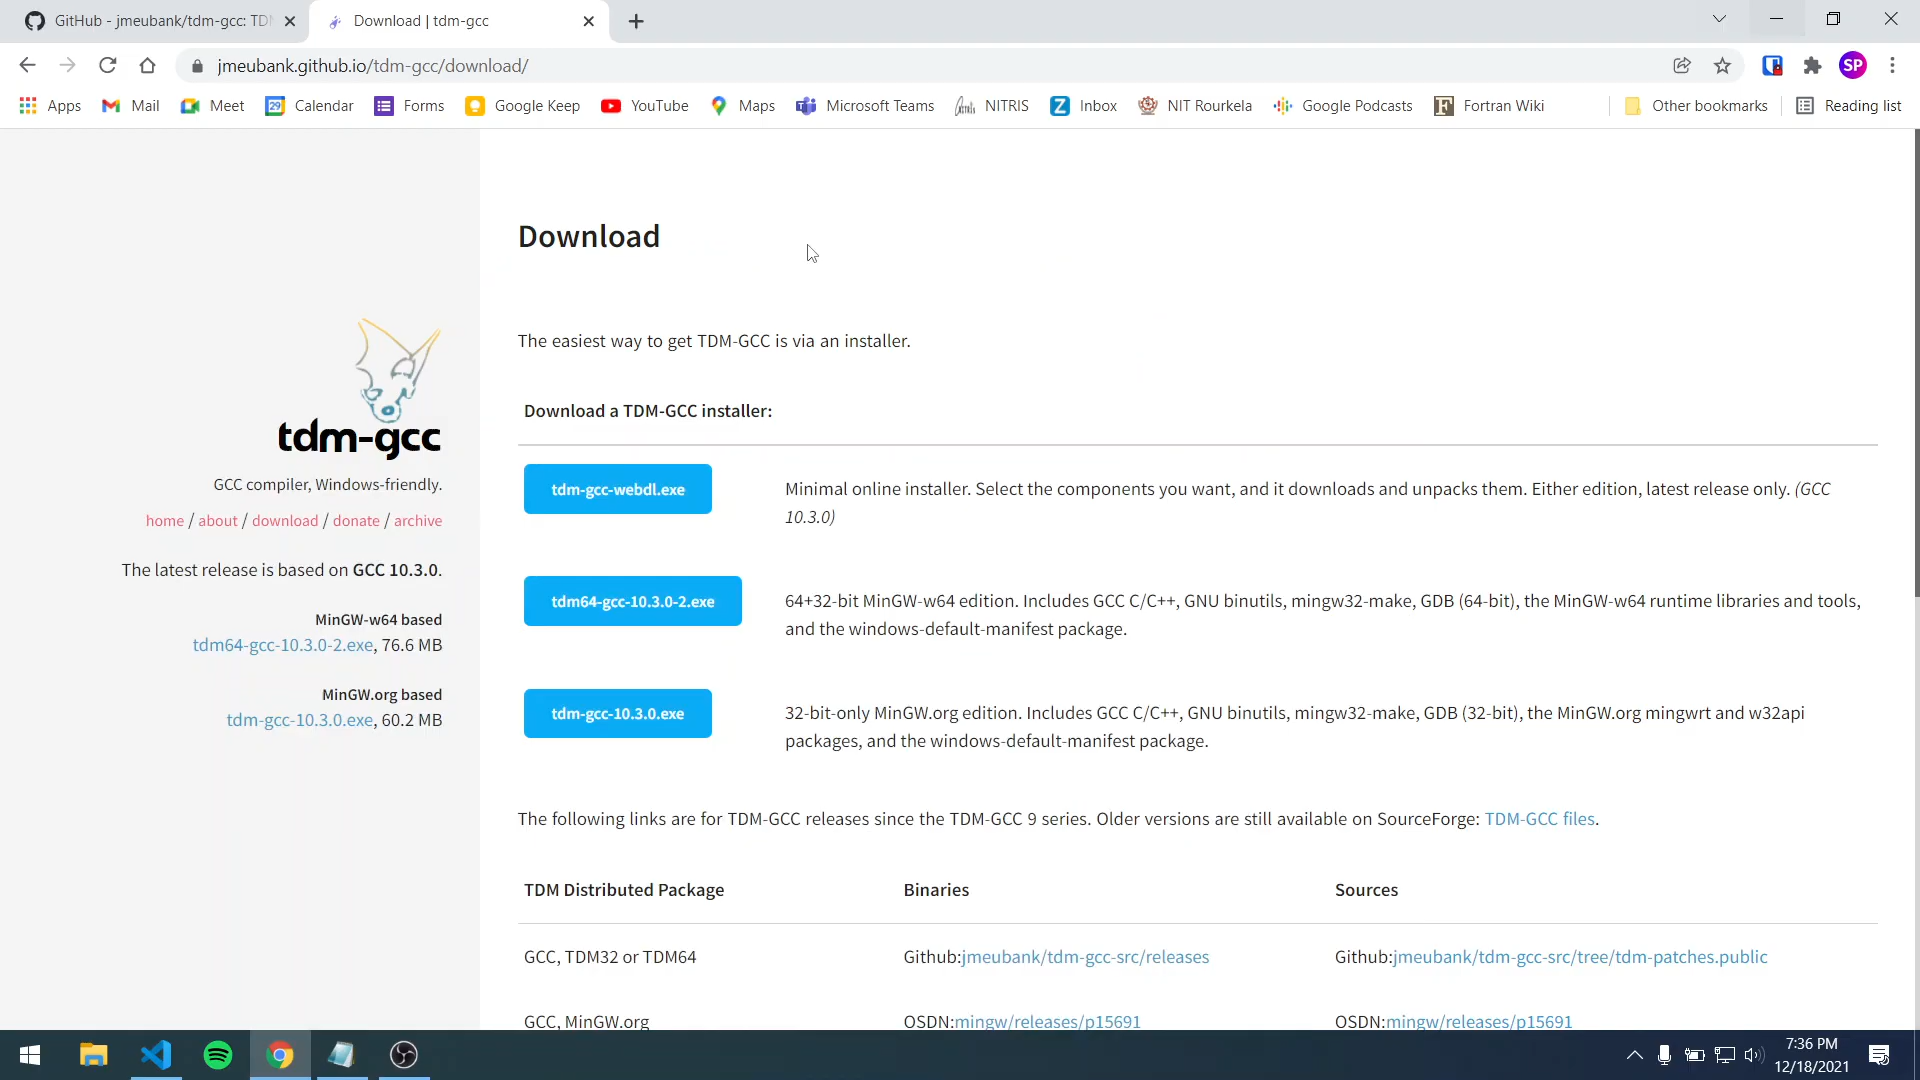 GitHub - jmeubank/tdm-gcc: TDM
Download | tdm-gcc
jmeubank.github.io/tdm-gcc/download/
SP
Apps
Mail
Meet
29
Calendar
Forms
Google Keep
YouTube
Maps
Microsoft Teams
NITRIS
Z
Inbox
NIT Rourkela
Google Podcasts
F
Fortran Wiki
Other bookmarks
Reading list
tdm-gcc
GCC compiler, Windows-friendly.
home / about / download / donate / archive
The latest release is based on GCC 10.3.0.
MinGW-w64 based
tdm64-gcc-10.3.0-2.exe, 76.6 MB
MinGW.org based
tdm-gcc-10.3.0.exe, 60.2 MB
Download
The easiest way to get TDM-GCC is via an installer.
Download a TDM-GCC installer:
tdm-gcc-webdl.exe
Minimal online installer. Select the components you want, and it downloads and unpacks them. Either edition, latest release only. (GCC
10.3.0)
tdm64-gcc-10.3.0-2.exe
64+32-bit MinGW-w64 edition. Includes GCC C/C++, GNU binutils, mingw32-make, GDB (64-bit), the MinGW-w64 runtime libraries and tools,
and the windows-default-manifest package.
tdm-gcc-10.3.0.exe
32-bit-only MinGW.org edition. Includes GCC C/C++, GNU binutils, mingw32-make, GDB (32-bit), the MinGW.org mingwrt and w32api
packages, and the windows-default-manifest package.
The following links are for TDM-GCC releases since the TDM-GCC 9 series. Older versions are still available on SourceForge: TDM-GCC files.
TDM Distributed Package
Binaries
Sources
GCC, TDM32 or TDM64
Github:jmeubank/tdm-gcc-src/releases
Github:jmeubank/tdm-gcc-src/tree/tdm-patches.public
GCC, MinGW.org
OSDN:mingw/releases/p15691
OSDN:mingw/releases/p15691
7:36 PM
12/18/2021